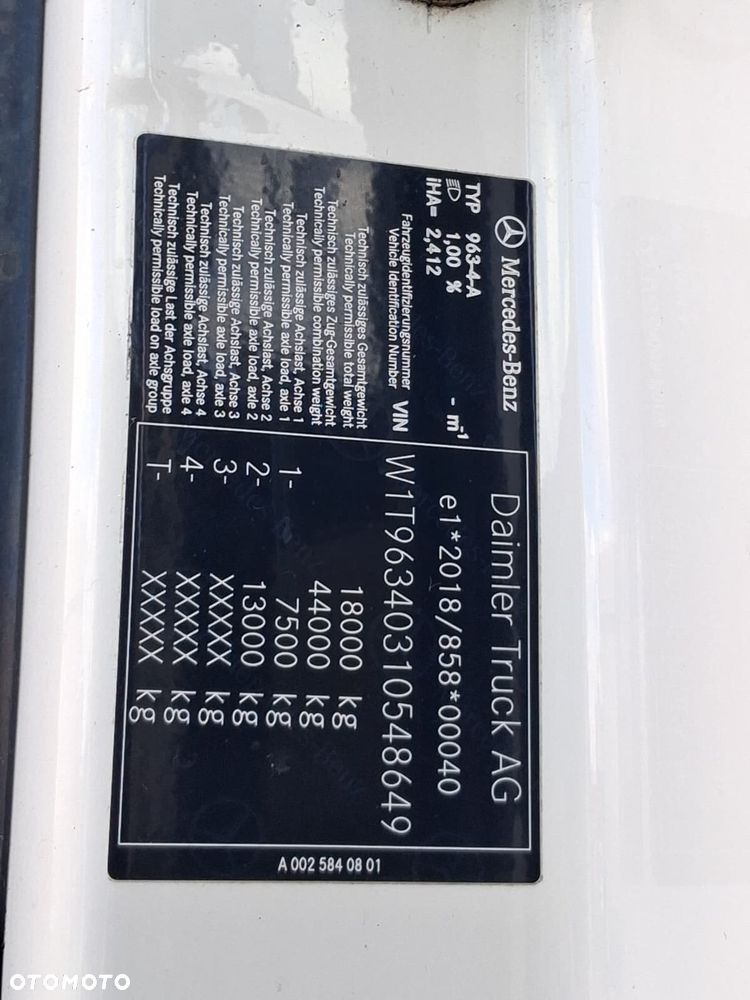 Mercedes-Benz
Daimler Truck AG
TYP 963-4-A
1,00 % - m-1
iHA= 2,412
e1*2018/858*00040
Fahrzeugidentifizierungsnummer
Vehicle Identification Number VIN W1T96340310548649
Technisch zulässiges Gesamtgewicht
Technically permissible total weight 18000 kg
Technisch zulässiges Zug-Gesamtgewicht
Technically permissible combination weight 44000 kg
Technisch zulässige Achslast, Achse 1
Technically permissible axle load, axle 1 1- 7500 kg
Technisch zulässige Achslast, Achse 2
Technically permissible axle load, axle 2 2- 13000 kg
Technisch zulässige Achslast, Achse 3
Technically permissible axle load, axle 3 3- XXXXX kg
Technisch zulässige Achslast, Achse 4
Technically permissible axle load, axle 4 4- XXXXX kg
Technisch zulässige Last der Achsgruppe
Technically permissible load on axle group T- XXXXX kg
A 002 584 08 01
OTOMOTO